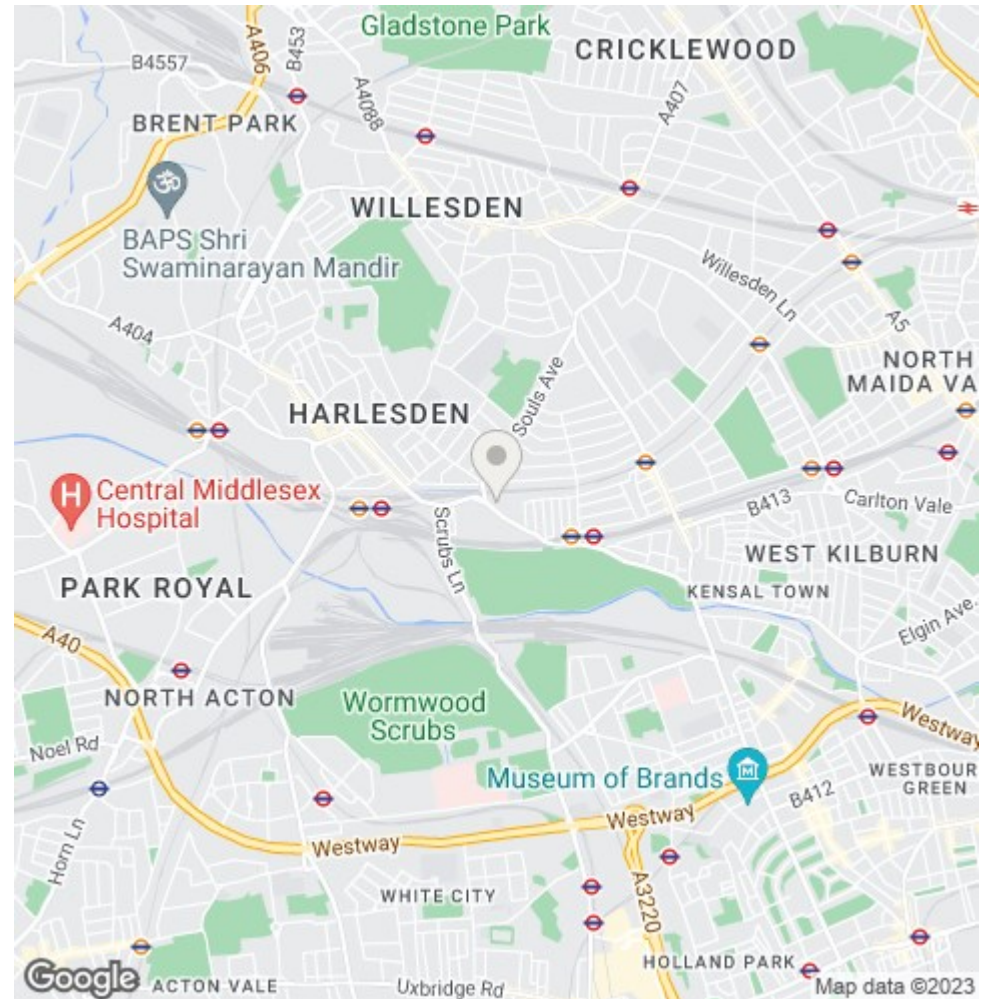 Gladstone Park
CRICKLEWOOD
A406
B453
B4557
A4088
A407
BRENT PARK
WILLESDEN
BAPS Shri
Swaminarayan Mandir
Willesden Ln
A404
A5
NORTH
MAIDA VA
Souls Ave
HARLESDEN
H
Central Middlesex
Hospital
B413
Carlton Vale
Scrubs Ln
WEST KILBURN
PARK ROYAL
KENSAL TOWN
Elgin Ave.
A40
NORTH ACTON
Wormwood
Scrubs
Westway
Noel Rd
Museum of Brands
M
WESTBOUR
GREEN
B412
Westway
Westway
Horn Ln
A3220
WHITE CITY
HOLLAND PARK
Google
ACTON VALE
Uxbridge Rd
Map data ©2023